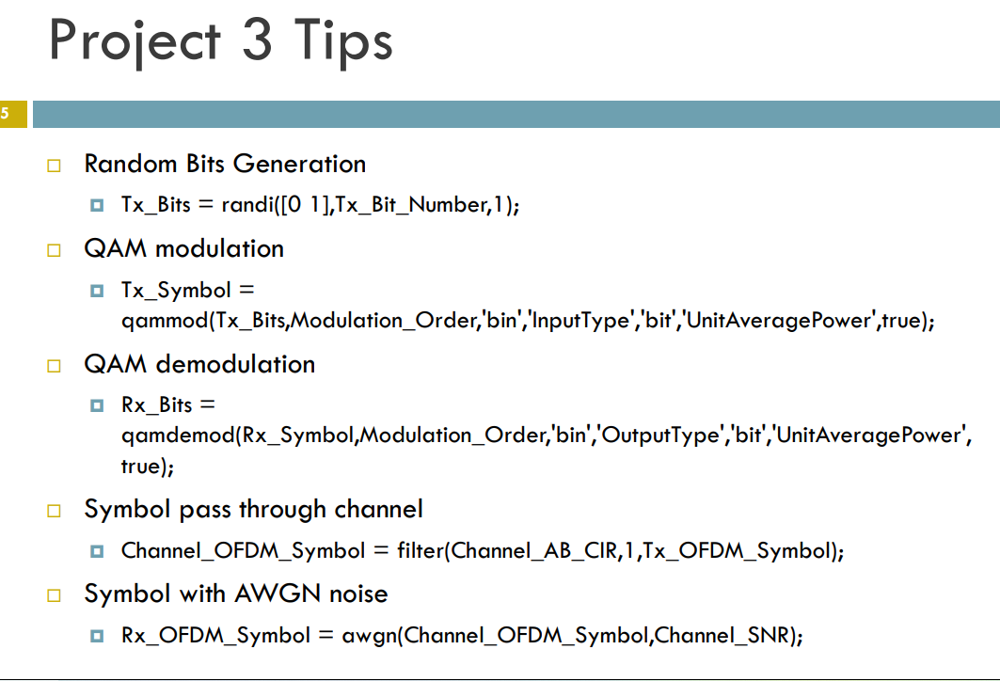 Project 3 Tips
5
Random Bits Generation
Tx_Bits = randi([0 1],Tx_Bit_Number,1);
QAM modulation
Tx_Symbol =
qammod(Tx_Bits,Modulation_Order,'bin','InputType','bit','UnitAveragePower',true);
QAM demodulation
Rx_Bits =
qamdemod(Rx_Symbol,Modulation_Order,'bin','OutputType','bit','UnitAveragePower',
true);
Symbol pass through channel
Channel_OFDM_Symbol = filter(Channel_AB_CIR,1,Tx_OFDM_Symbol);
Symbol with AWGN noise
Rx_OFDM_Symbol = awgn(Channel_OFDM_Symbol,Channel_SNR);